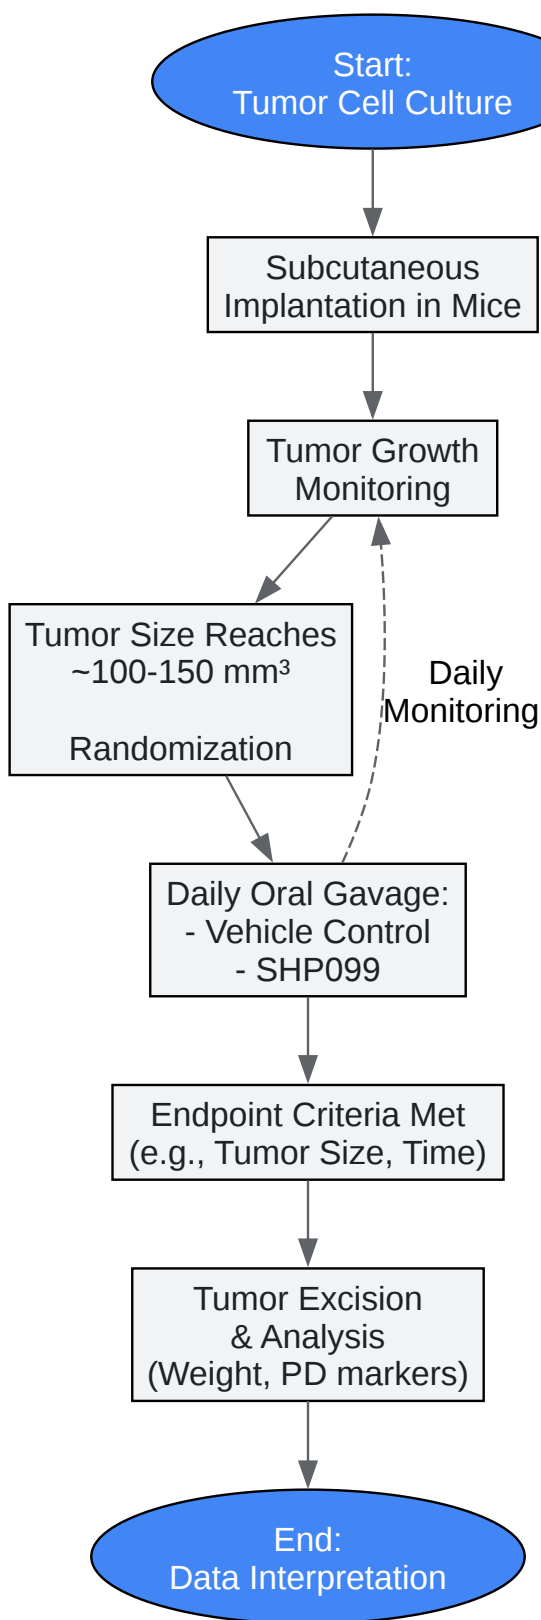 Start:
Tumor Cell Culture
Subcutaneous
Implantation in Mice
Tumor Growth
Monitoring
Tumor Size Reaches
~100-150 mm³
Randomization
Daily
Monitoring
Daily Oral Gavage:
- Vehicle Control
- SHP099
Endpoint Criteria Met
(e.g., Tumor Size, Time)
Tumor Excision
& Analysis
(Weight, PD markers)
End:
Data Interpretation